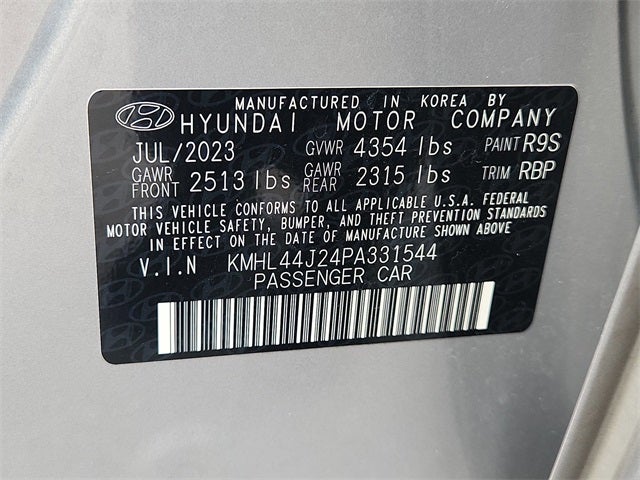 MANUFACTURED IN KOREA BY
HYUNDAI MOTOR COMPANY
JUL/2023 GVWR 4354 lbs PAINT R9S
GAWR FRONT 2513 lbs GAWR REAR 2315 lbs TRIM RBP
THIS VEHICLE CONFORMS TO ALL APPLICABLE U.S.A. FEDERAL
MOTOR VEHICLE SAFETY, BUMPER, AND THEFT PREVENTION STANDARDS
IN EFFECT ON THE DATE OF MANUFACTURE SHOWN ABOVE
V.I.N KMHL44J24PA331544
PASSENGER CAR